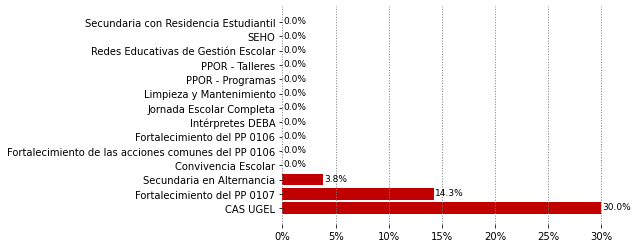 Secundaria con Residencia Estudiantil 0.0%
SEHO 0.0%
Redes Educativas de Gestión Escolar 0.0%
PPOR - Talleres 0.0%
PPOR - Programas 0.0%
Limpieza y Mantenimiento 0.0%
Jornada Escolar Completa 0.0%
Intérpretes DEBA 0.0%
Fortalecimiento del PP 0106 0.0%
Fortalecimiento de las acciones comunes del PP 0106 0.0%
Convivencia Escolar 0.0%
Secundaria en Alternancia 3.8%
Fortalecimiento del PP 0107 14.3%
CAS UGEL 30.0%
0% 5% 10% 15% 20% 25% 30%